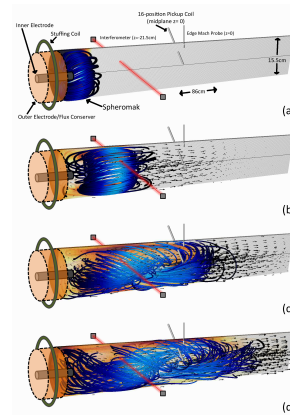 16-position Pickup Coil
(midplane z= 0)
Inner Electrode
Stuffing Coil
Interferometer (z=-21.5cm)
Edge Mach Probe (z=0)
15.5cm
86cm
Spheromak
Outer Electrode/Flux Conserver
(a
(b
(c
(d